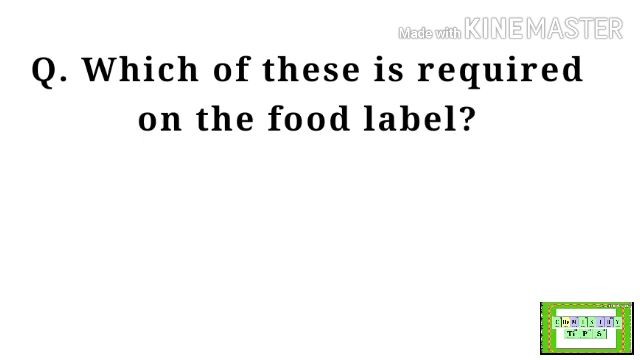 Made with KINEMASTER
Q. Which of these is required
on the food label?